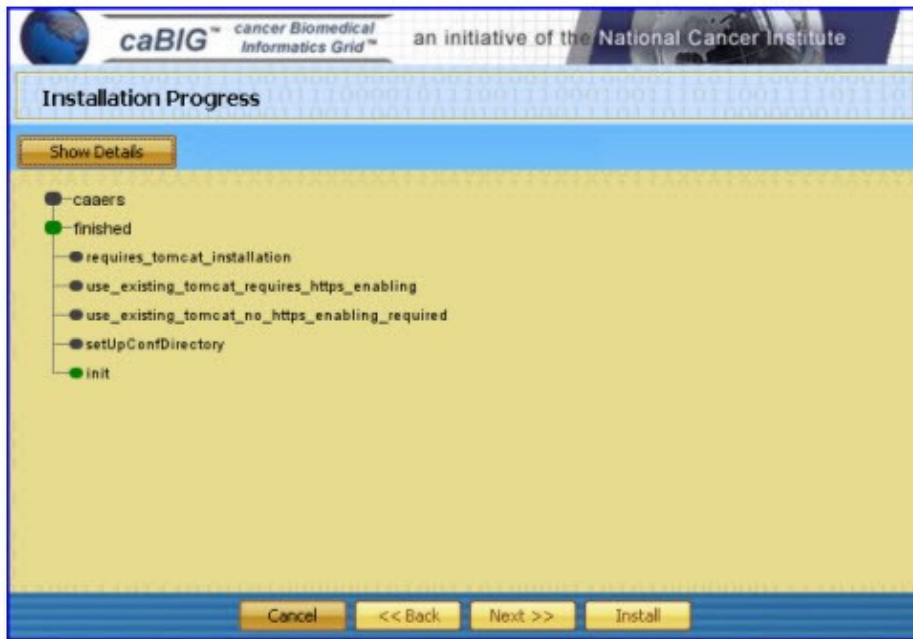 caBIG™ cancer Biomedical
Informatics Grid™
an initiative of the National Cancer Institute
Installation Progress
Show Details
caaers
finished
requires_tomcat_installation
use_existing_tomcat_requires_https_enabling
use_existing_tomcat_no_https_enabling_required
setUpConfDirectory
init
Cancel << Back Next >> Install